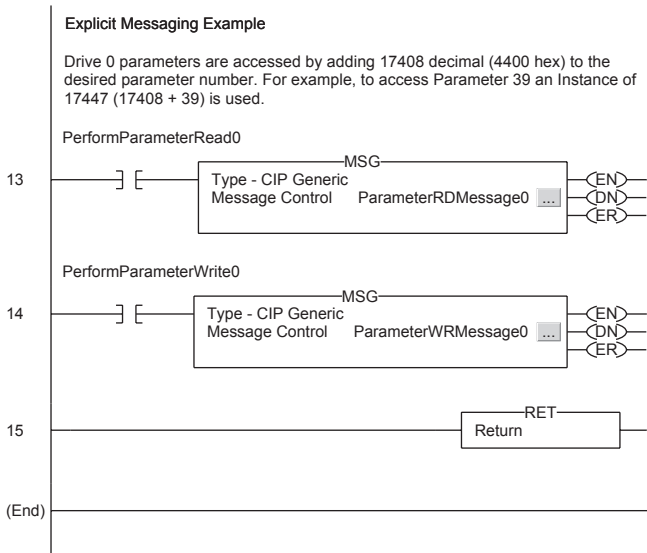 Explicit Messaging Example
Drive 0 parameters are accessed by adding 17408 decimal (4400 hex) to the
desired parameter number. For example, to access Parameter 39 an Instance of
17447 (17408 + 39) is used.
PerformParameterRead0
13
MSG
Type - CIP Generic
Message Control ParameterRDMessage0 ...
EN
DN
ER
PerformParameterWrite0
14
MSG
Type - CIP Generic
Message Control ParameterWRMessage0 ...
EN
DN
ER
15
RET
Return
(End)